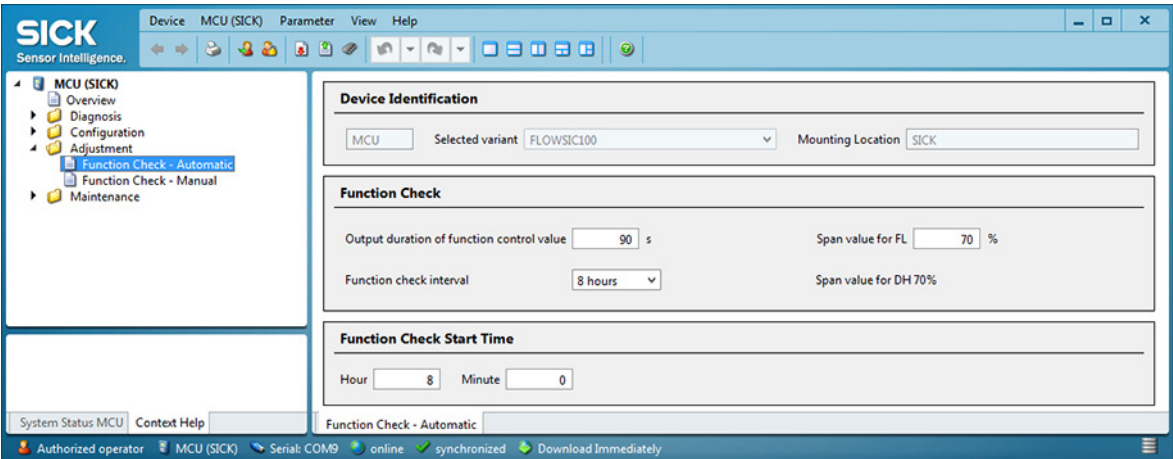 SICK
Sensor Intelligence.
Device MCU (SICK) Parameter View Help
MCU (SICK)
Overview
Diagnosis
Configuration
Adjustment
Function Check - Automatic
Function Check - Manual
Maintenance
Device Identification
MCU Selected variant FLOWSIC100 Mounting Location SICK
Function Check
Output duration of function control value 90 s Span value for FL 70 %
Function check interval 8 hours Span value for DH 70%
Function Check Start Time
Hour 8 Minute 0
System Status MCU Context Help
Function Check - Automatic
Authorized operator MCU (SICK) Serial: COM9 online synchronized Download Immediately